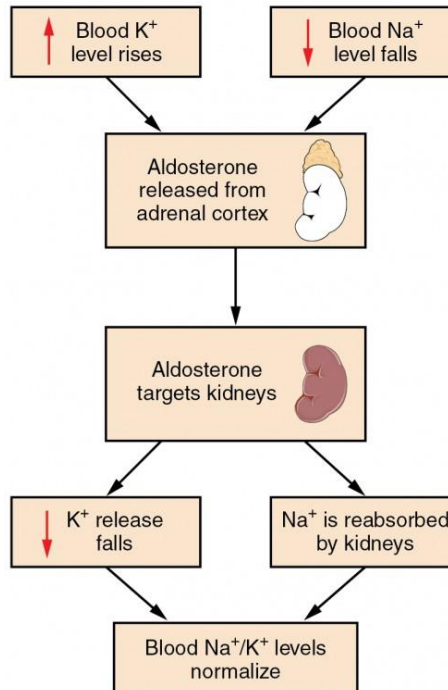 Blood K⁺
level rises
Blood Na⁺
level falls
Aldosterone
released from
adrenal cortex
Aldosterone
targets kidneys
K⁺ release
falls
Na⁺ is reabsorbed
by kidneys
Blood Na⁺/K⁺ levels
normalize